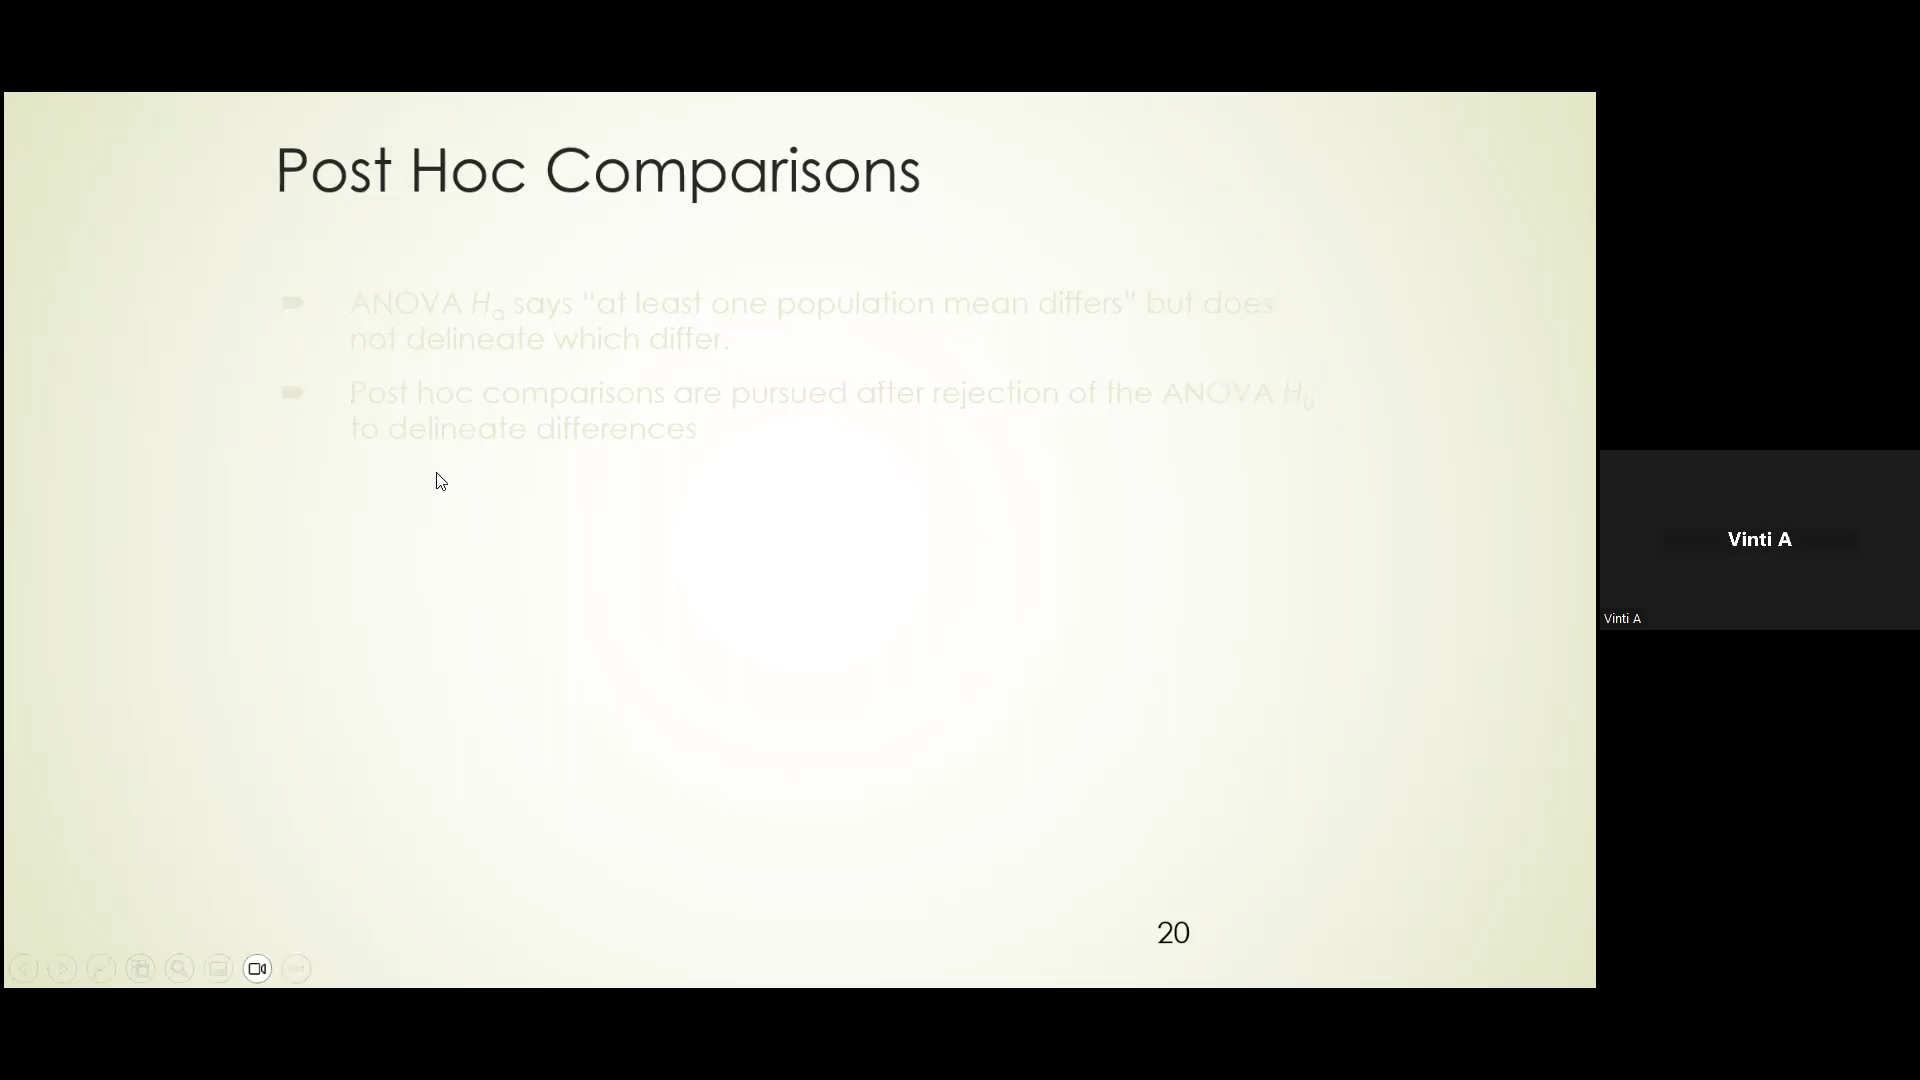 Post Hoc Comparisons
ANOVA Ha says “at least one population mean differs” but does
not delineate which differ.
Post hoc comparisons are pursued after rejection of the ANOVA H0
to delineate differences
Vinti A
Vinti A
20